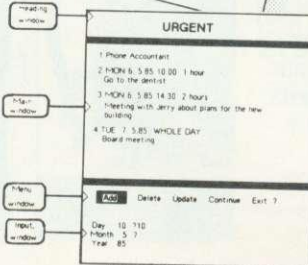 Heading
window
URGENT
1 Phone Accountant
2 MON 6. 5.85 10.00 1 hour
Go to the dentist
3 MON 6. 5.85 14.30 2 hours
Meeting with Jerry about plans for the new
building
4 TUE 7. 5.85 WHOLE DAY
Board meeting
Main
window
Menu
window
Add Delete Update Continue Exit ?
Input
window
Day 10 ?10
Month 5 ?
Year 85